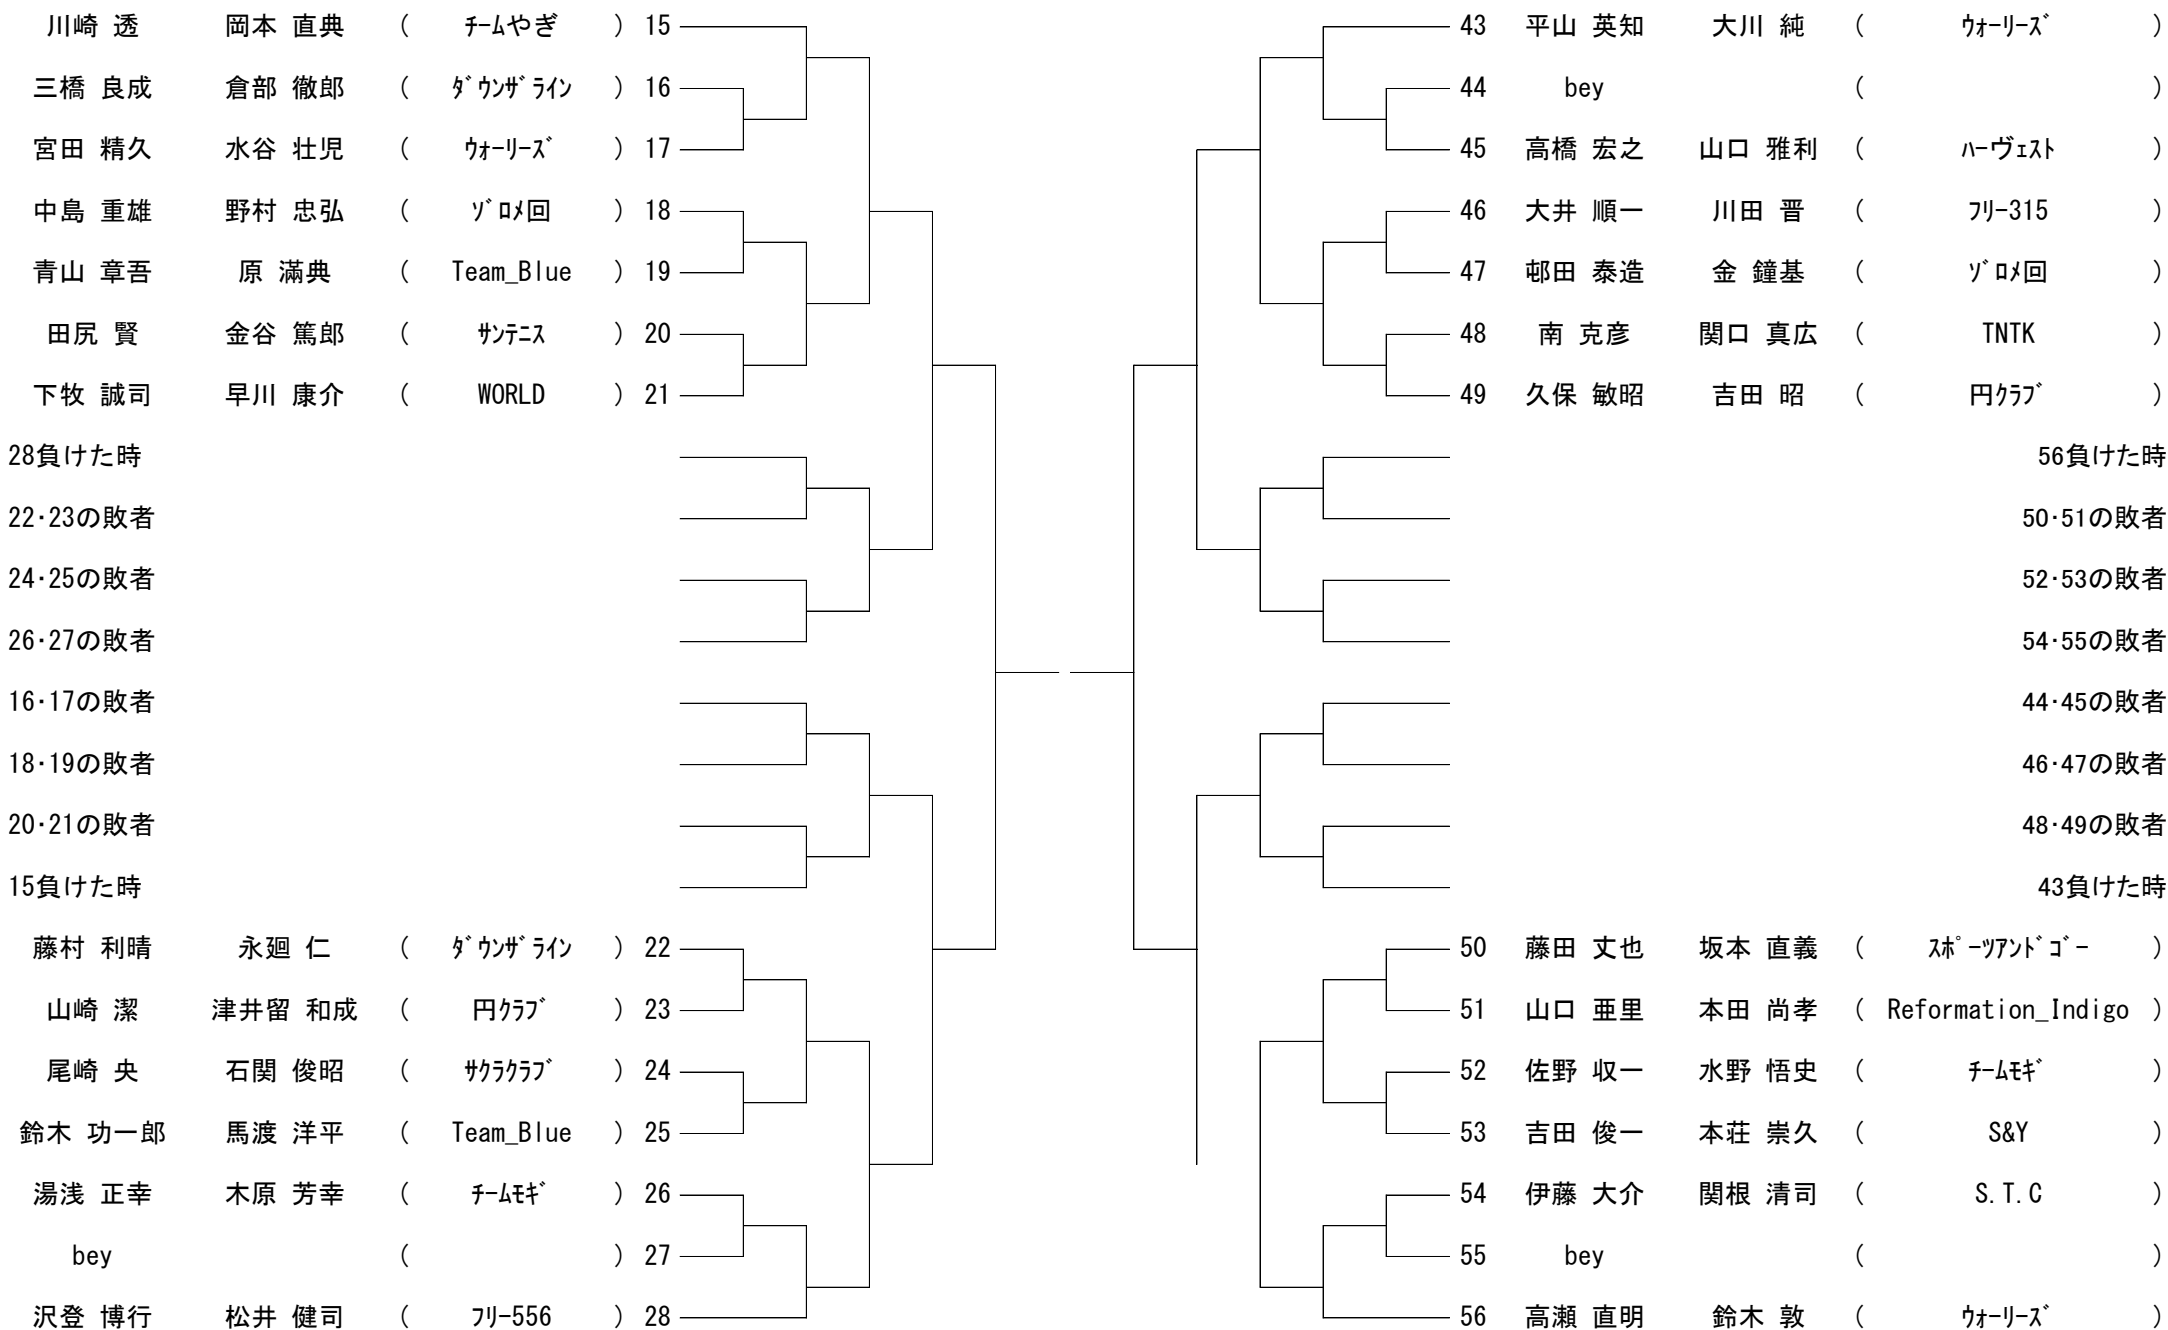 川崎 透 岡本 直典 ( ﾁｰﾑやぎ ) 15
三橋 良成 倉部 徹郎 ( ﾀﾞｳﾝｻﾞﾗｲﾝ ) 16
宮田 精久 水谷 壮児 ( ｳｫｰﾘｰｽﾞ ) 17
中島 重雄 野村 忠弘 ( ｿﾞﾛﾒ回 ) 18
青山 章吾 原 滿典 ( Team_Blue ) 19
田尻 賢 金谷 篤郎 ( ｻﾝﾃﾆｽ ) 20
下牧 誠司 早川 康介 ( WORLD ) 21
28負けた時
22･23の敗者
24･25の敗者
26･27の敗者
16･17の敗者
18･19の敗者
20･21の敗者
15負けた時
藤村 利晴 永廻 仁 ( ﾀﾞｳﾝｻﾞﾗｲﾝ ) 22
山崎 潔 津井留 和成 ( 円ｸﾗﾌﾞ ) 23
尾崎 央 石関 俊昭 ( ｻｸﾗｸﾗﾌﾞ ) 24
鈴木 功一郎 馬渡 洋平 ( Team_Blue ) 25
湯浅 正幸 木原 芳幸 ( ﾁｰﾑﾓｷﾞ ) 26
bey ( ) 27
沢登 博行 松井 健司 ( ﾌﾘｰ556 ) 28
43 平山 英知 大川 純 ( ｳｫｰﾘｰｽﾞ )
44 bey ( )
45 高橋 宏之 山口 雅利 ( ﾊｰヴｪｽﾄ )
46 大井 順一 川田 晋 ( ﾌﾘｰ315 )
47 邨田 泰造 金 鐘基 ( ｿﾞﾛﾒ回 )
48 南 克彦 関口 真広 ( TNTK )
49 久保 敏昭 吉田 昭 ( 円ｸﾗﾌﾞ )
56負けた時
50･51の敗者
52･53の敗者
54･55の敗者
44･45の敗者
46･47の敗者
48･49の敗者
43負けた時
50 藤田 丈也 坂本 直義 ( ｽﾎﾟｰﾂｱﾝﾄﾞｺﾞｰ )
51 山口 亜里 本田 尚孝 ( Reformation_Indigo )
52 佐野 収一 水野 悟史 ( ﾁｰﾑﾓｷﾞ )
53 吉田 俊一 本荘 崇久 ( S&Y )
54 伊藤 大介 関根 清司 ( S.T.C )
55 bey ( )
56 高瀬 直明 鈴木 敦 ( ｳｫｰﾘｰｽﾞ )